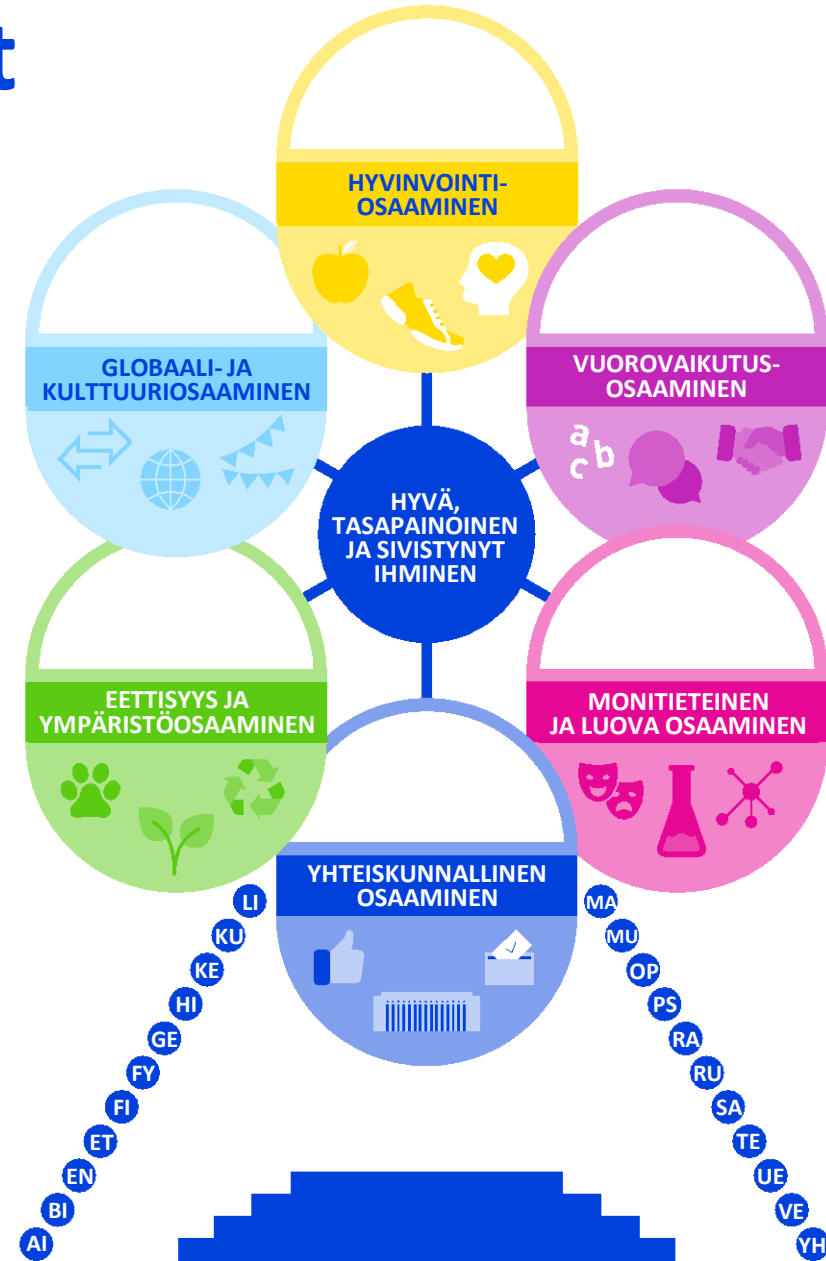 t
HYVINVOINTI-
OSAAMINEN
GLOBAALI- JA
KULTTUURIOSAAMINEN
VUOROVAIKUTUS-
OSAAMINEN
a
b
c
HYVÄ,
TASAPAINOINEN
JA SIVISTYNYT
IHMINEN
EETTISYYS JA
YMPÄRISTÖOSAAMINEN
MONITIETEINEN
JA LUOVA OSAAMINEN
YHTEISKUNNALLINEN
OSAAMINEN
LI
KU
KE
HI
GE
FY
FI
ET
EN
BI
AI
MA
MU
OP
PS
RA
RU
SA
TE
UE
VE
YH